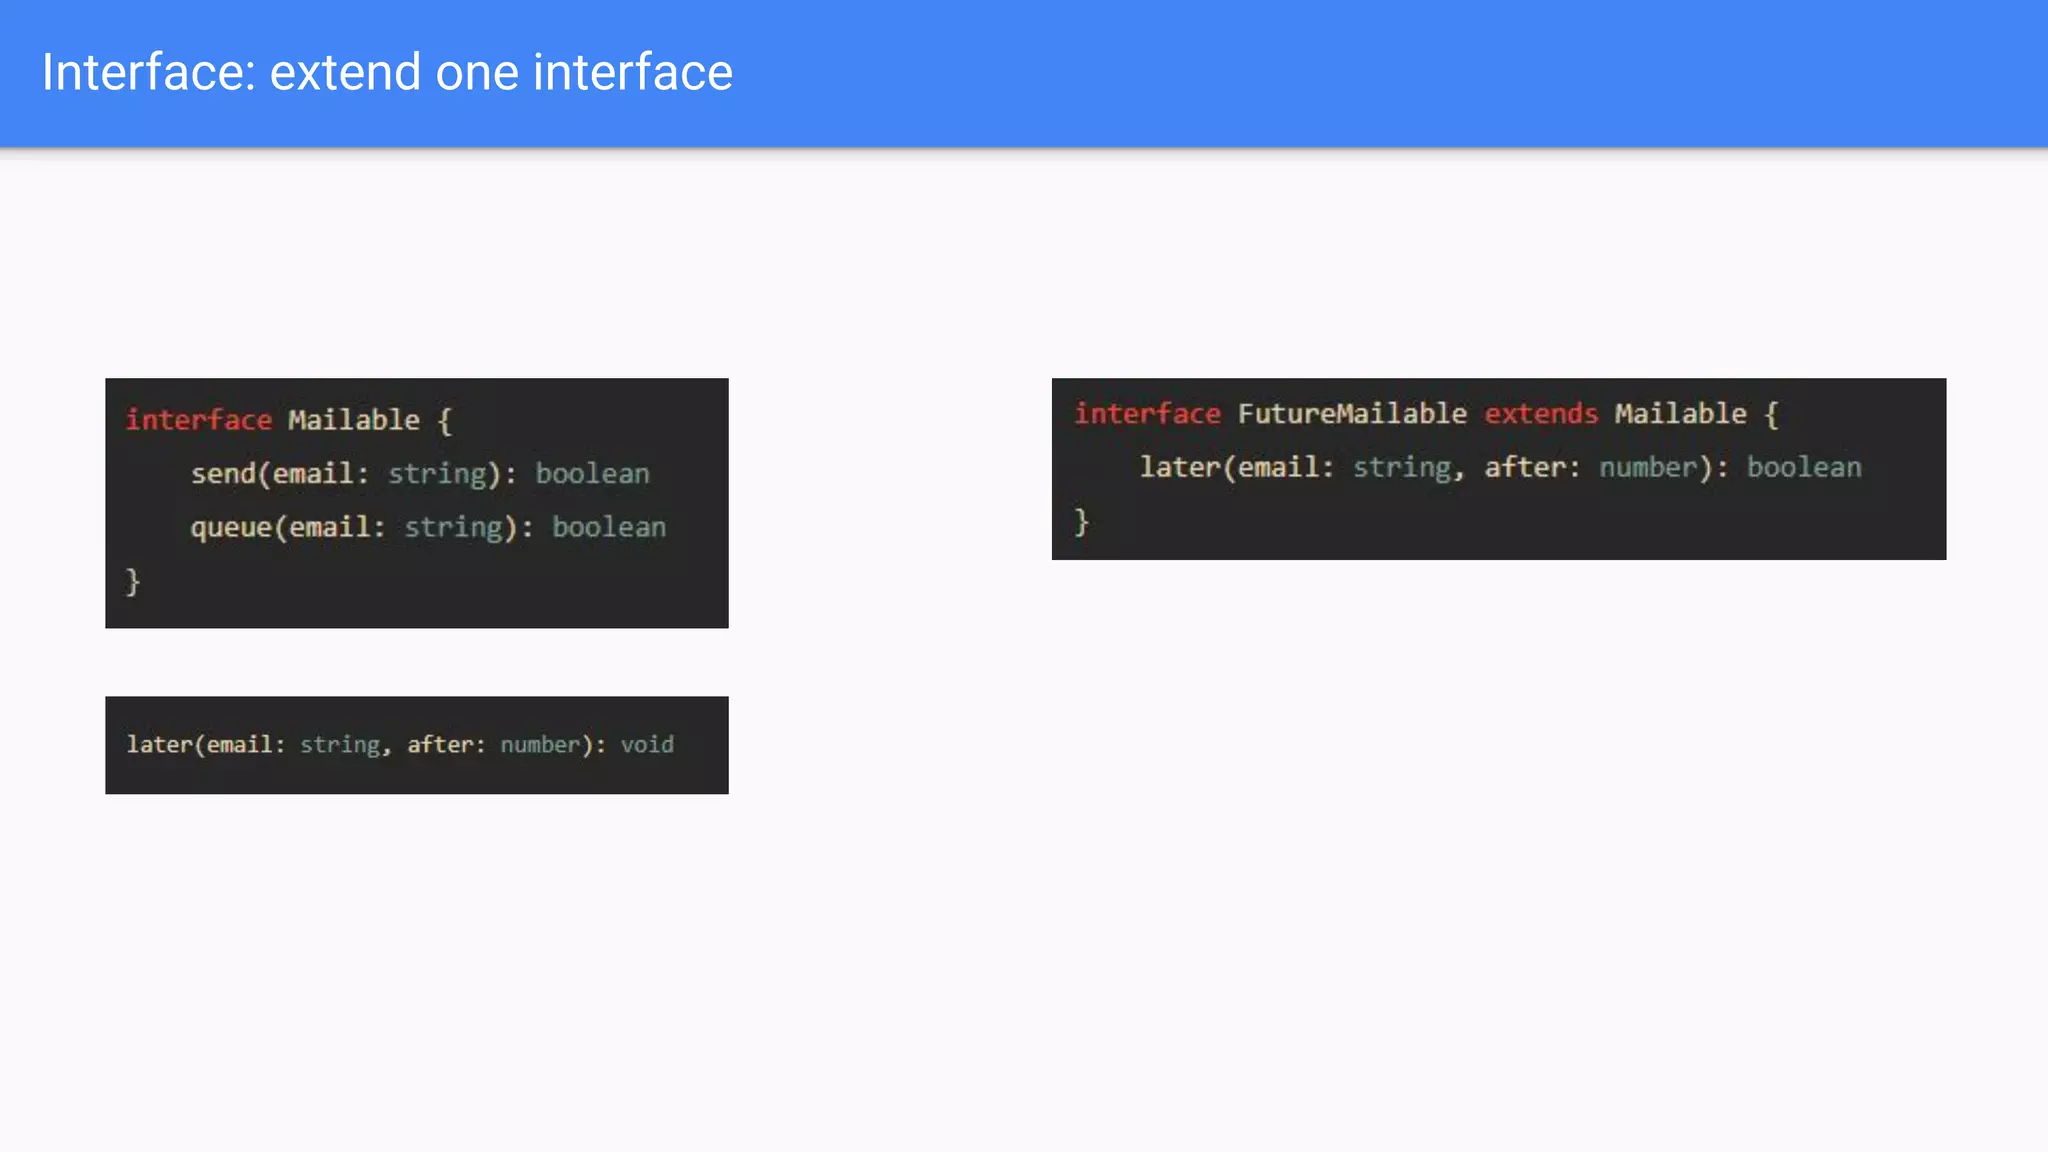 Interface: extend one interface
interface Mailable {
send(email: string): boolean
queue(email: string): boolean
}
later(email: string, after: number): void
interface FutureMailable extends Mailable {
later(email: string, after: number): boolean
}